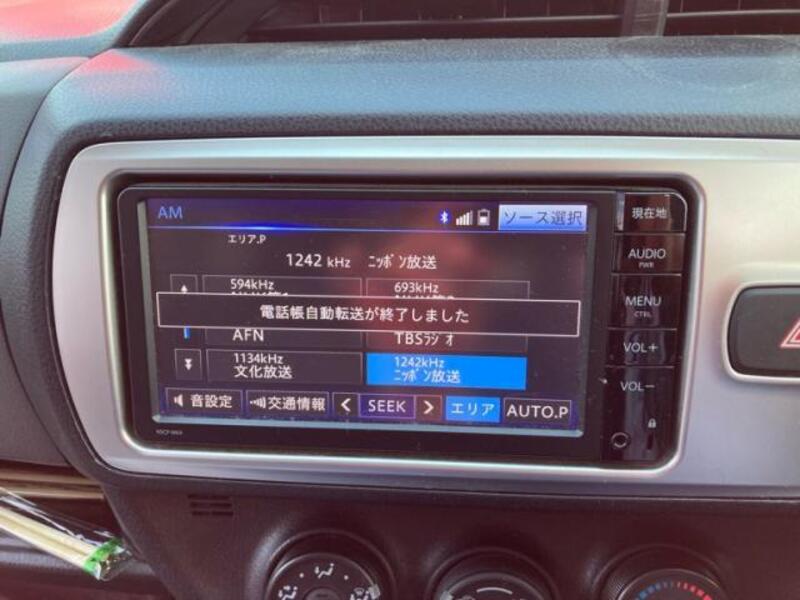 AM
ソース選択
エリア.P
1242 kHz ニッポン放送
594kHz
693kHz
電話帳自動転送が終了しました
AFN
TBSラジオ
1134kHz
文化放送
1242kHz
ニッポン放送
音設定
交通情報
< SEEK >
エリア
AUTO.P
現在地
AUDIO
PWR
MENU
CTRL
VOL+
VOL−